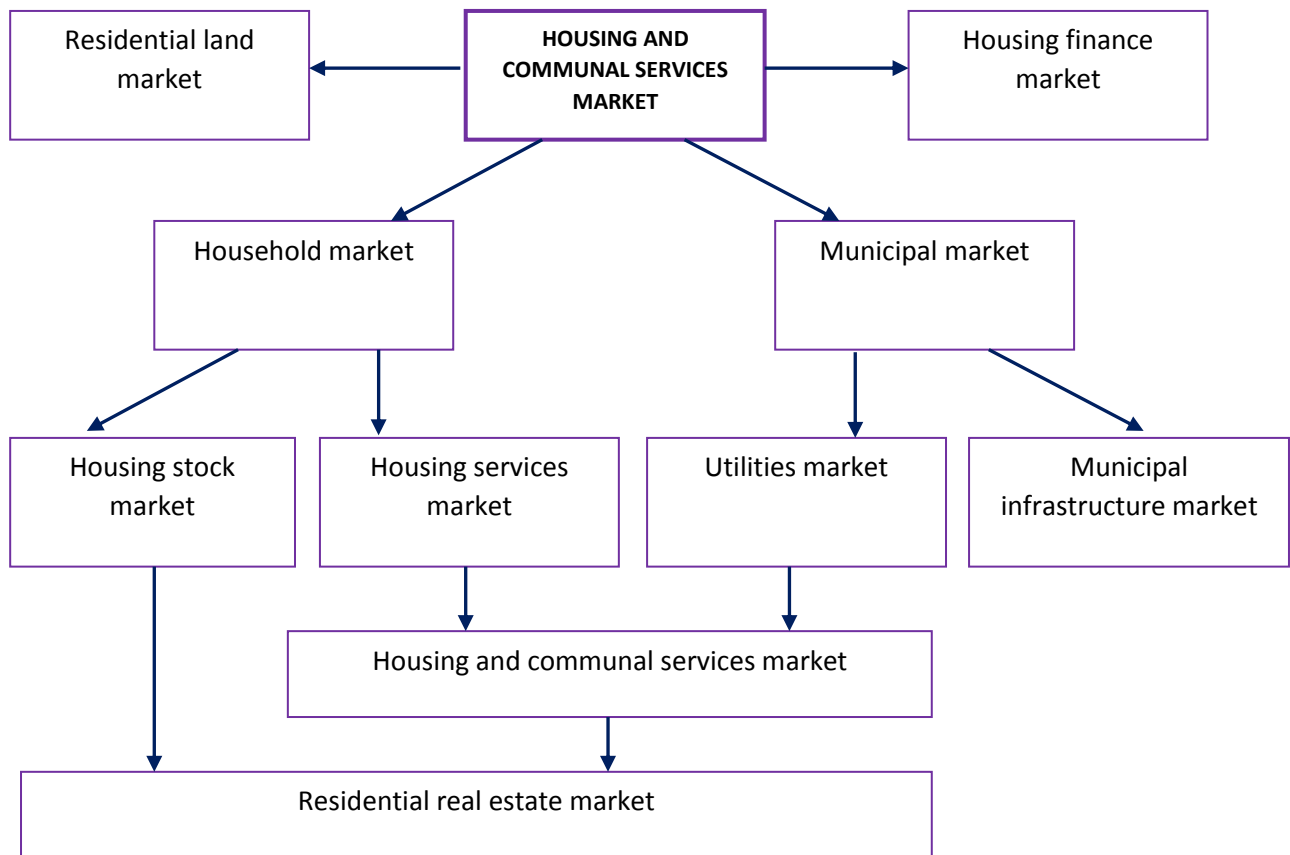 Residential land
market
HOUSING AND
COMMUNAL SERVICES
MARKET
Housing finance
market
Household market
Municipal market
Housing stock
market
Housing services
market
Utilities market
Municipal
infrastructure market
Housing and communal services market
Residential real estate market